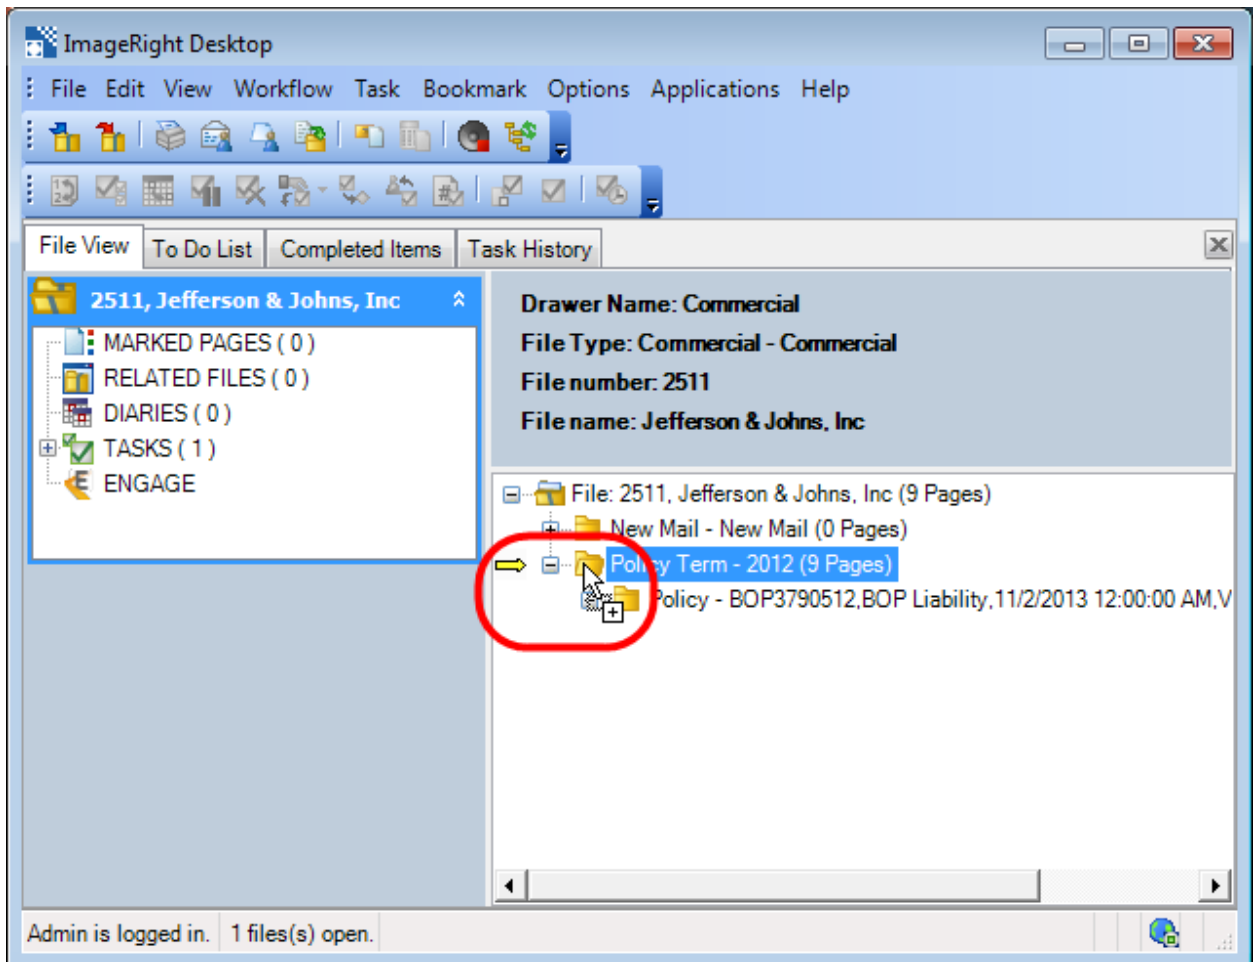 ImageRight Desktop
File Edit View Workflow Task Bookmark Options Applications Help
File View To Do List Completed Items Task History
2511, Jefferson & Johns, Inc
MARKED PAGES ( 0 )
RELATED FILES ( 0 )
DIARIES ( 0 )
TASKS ( 1 )
ENGAGE
Drawer Name: Commercial
File Type: Commercial - Commercial
File number: 2511
File name: Jefferson & Johns, Inc
File: 2511, Jefferson & Johns, Inc (9 Pages)
New Mail - New Mail (0 Pages)
Policy Term - 2012 (9 Pages)
Policy - BOP3790512,BOP Liability,11/2/2013 12:00:00 AM,V
Admin is logged in. 1 files(s) open.